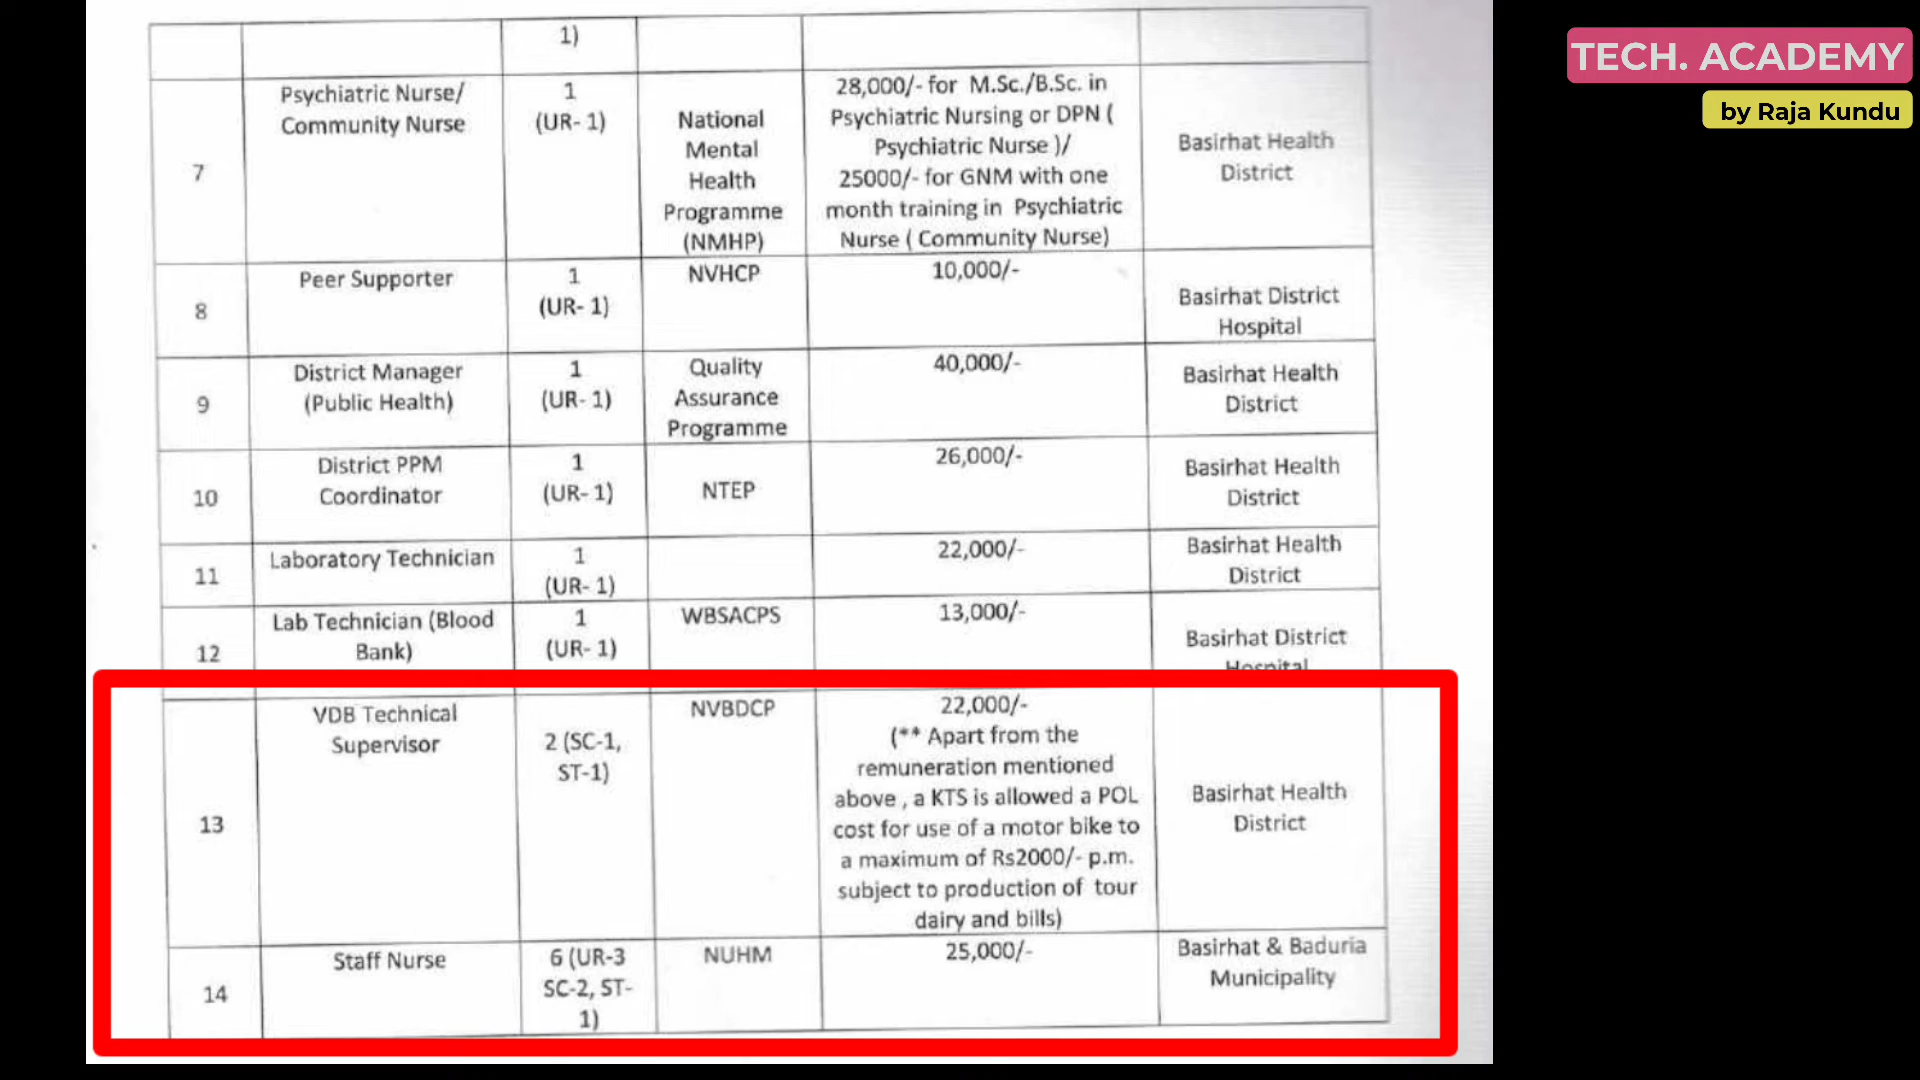 TECH. ACADEMY
by Raja Kundu
1)
7
Psychiatric Nurse/
Community Nurse
1
(UR- 1)
National
Mental
Health
Programme
(NMHP)
28,000/- for M.Sc./B.Sc. in
Psychiatric Nursing or DPN (
Psychiatric Nurse )/
25000/- for GNM with one
month training in Psychiatric
Nurse ( Community Nurse)
Basirhat Health
District
8
Peer Supporter
1
(UR- 1)
NVHCP
10,000/-
Basirhat District
Hospital
9
District Manager
(Public Health)
1
(UR- 1)
Quality
Assurance
Programme
40,000/-
Basirhat Health
District
10
District PPM
Coordinator
1
(UR- 1)
NTEP
26,000/-
Basirhat Health
District
11
Laboratory Technician
1
(UR- 1)
22,000/-
Basirhat Health
District
12
Lab Technician (Blood
Bank)
1
(UR- 1)
WBSACPS
13,000/-
Basirhat District
Hospital
13
VDB Technical
Supervisor
2 (SC-1,
ST-1)
NVBDCP
22,000/-
(** Apart from the
remuneration mentioned
above , a KTS is allowed a POL
cost for use of a motor bike to
a maximum of Rs2000/- p.m.
subject to production of tour
dairy and bills)
Basirhat Health
District
14
Staff Nurse
6 (UR-3
SC-2, ST-
1)
NUHM
25,000/-
Basirhat & Baduria
Municipality